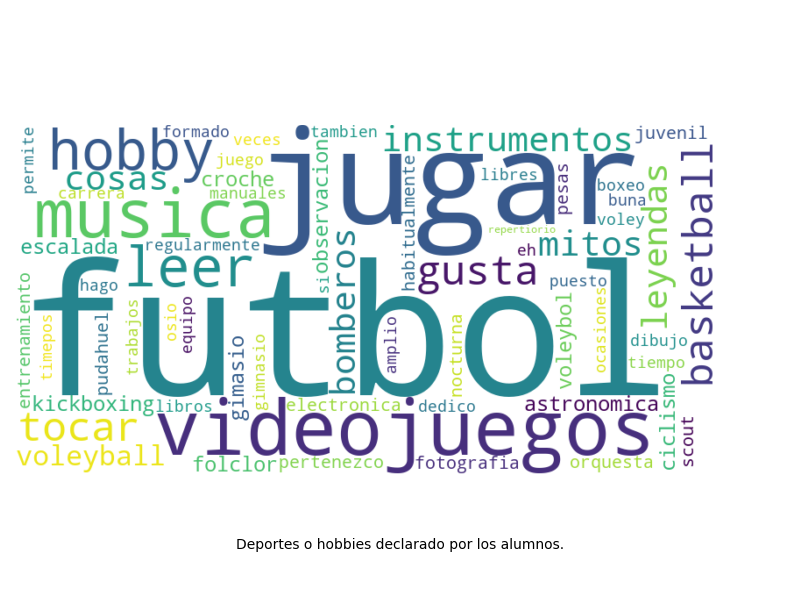 formado
veces
tambien
instrumentos
juvenil
permite
hobby
juego
jugar
observacion
habitualmente
libres
pesas
boxeo
cosas
croche
carrera
manuales
buna
leyendas
basketball
musica
voley
repertiorio
escalada
regularmente
leer
eh
mitos
si
gusta
puesto
hago
bomberos
futbol
entrenamiento
timepos
pudahuel
trabajos
osio
equipo
gimasio
gimnasio
amplio
nocturna
voleybol
ocasiones
dibujo
tiempo
kickboxing
libros
electronica
dedico
astronomica
ciclismo
scout
tocar
videojuegos
voleyball
folclor
pertenezco
fotografia
orquesta
Deportes o hobbies declarado por los alumnos.